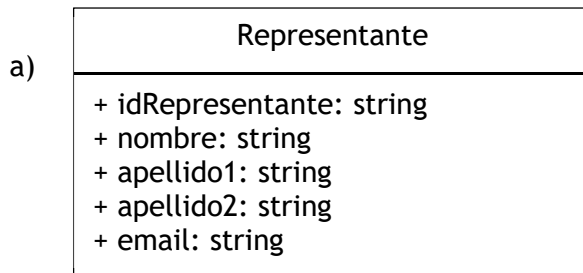 Representante
a)
+ idRepresentante: string
+ nombre: string
+ apellido1: string
+ apellido2: string
+ email: string